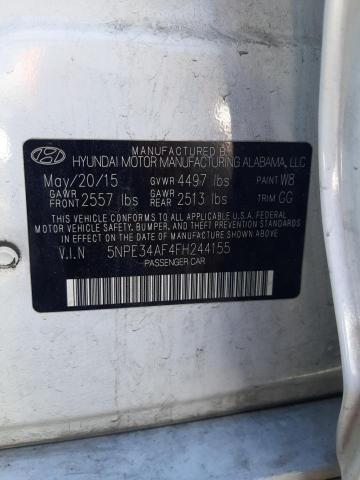 MANUFACTURED BY
HYUNDAI MOTOR MANUFACTURING ALABAMA, LLC
May/20/15 GVWR 4497 lbs PAINT W8
GAWR FRONT 2557 lbs GAWR REAR 2513 lbs TRIM GG
THIS VEHICLE CONFORMS TO ALL APPLICABLE U.S. FEDERAL
MOTOR VEHICLE SAFETY, BUMPER, AND THEFT PREVENTION
STANDARDS IN EFFECT ON THE DATE OF MANUFACTURE SHOWN ABOVE.
V.I.N 5NPE34AF4FH244155
PASSENGER CAR